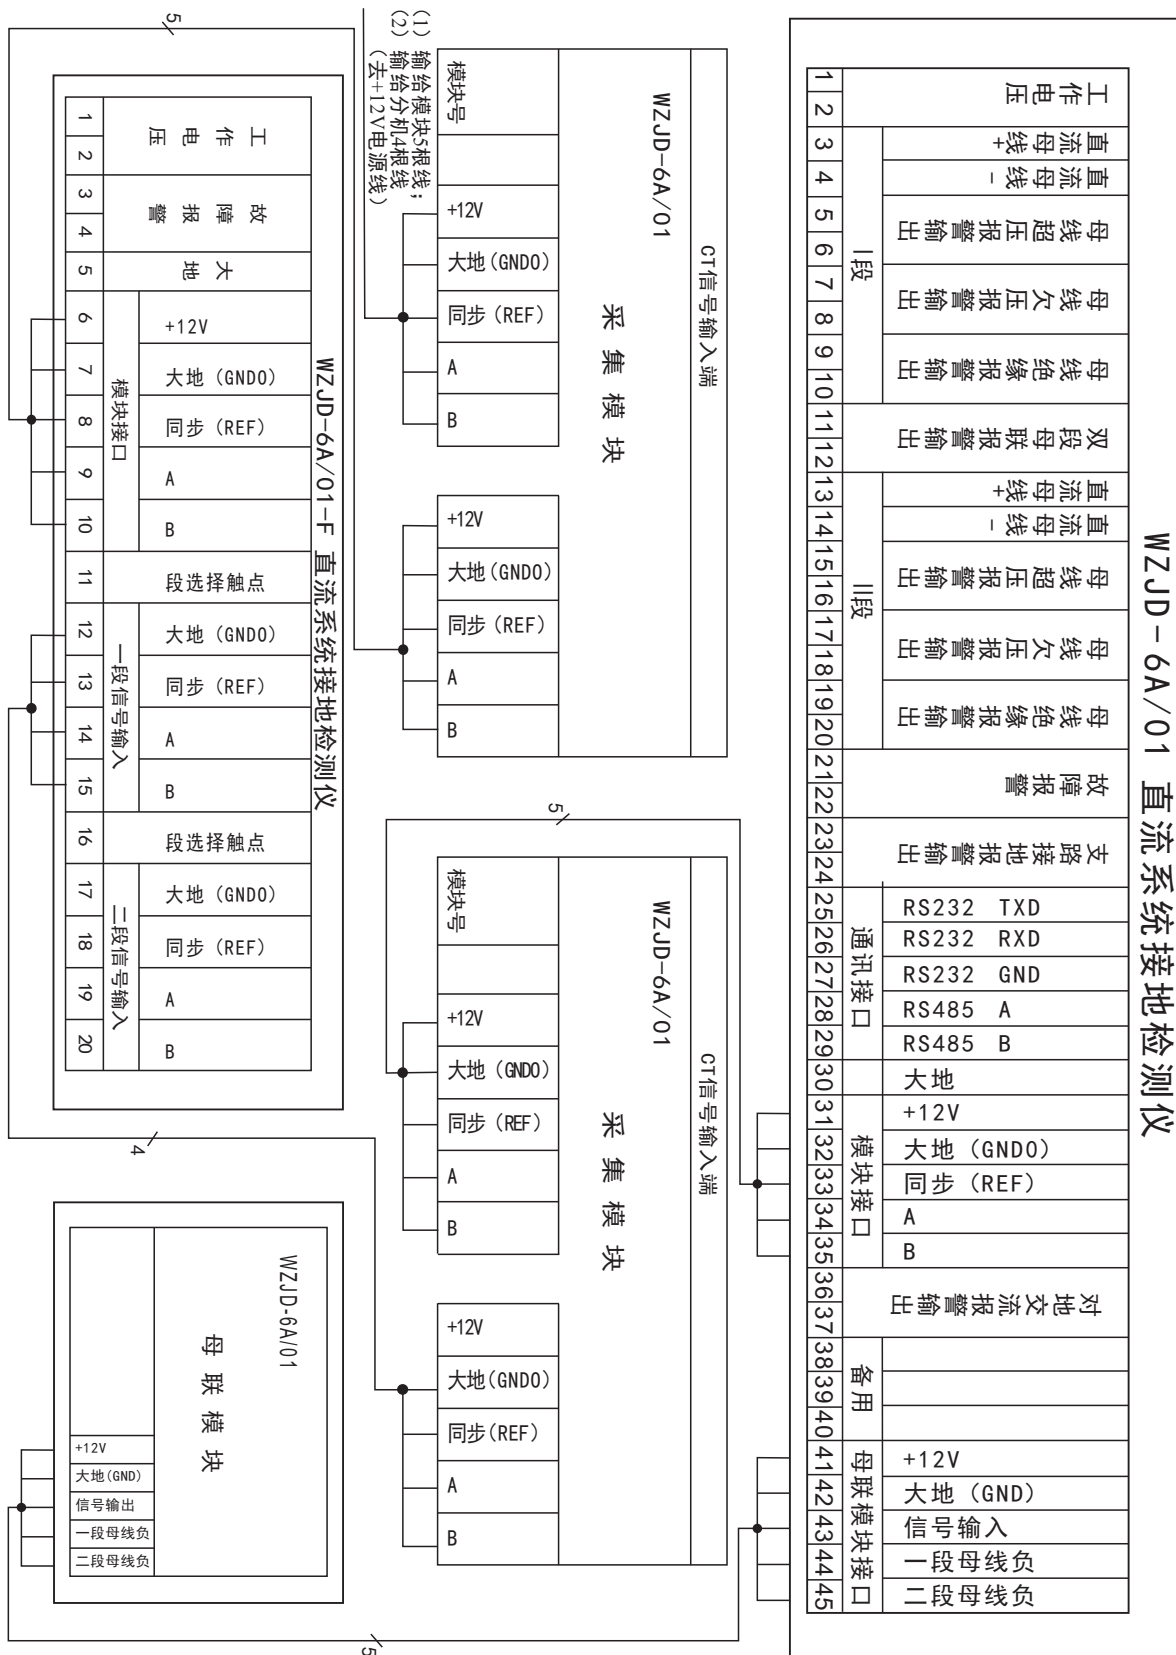 WZJD-6A/01 直流系统接地检测仪
1
2
工作电压
3
直流母线+
4
直流母线-
5
6
母线超压报警输出
7
8
母线欠压报警输出
9
10
母线绝缘报警输出
I段
11
12
双段母联报警输出
13
直流母线+
14
直流母线-
15
16
母线超压报警输出
17
18
母线欠压报警输出
19
20
母线绝缘报警输出
II段
21
22
故障报警
23
24
支路接地报警输出
通讯接口
25
RS232 TXD
26
RS232 RXD
27
RS232 GND
28
RS485 A
29
RS485 B
30
大地
模块接口
31
+12V
32
大地(GND0)
33
同步(REF)
34
A
35
B
36
37
对地交流报警输出
38
39
40
备用
母联模块接口
41
+12V
42
大地(GND)
43
信号输入
44
一段母线负
45
二段母线负
CT信号输入端
WZJD-6A/01
采集模块
模块号
+12V
大地(GND0)
同步(REF)
A
B
+12V
大地(GND0)
同步(REF)
A
B
5
CT信号输入端
WZJD-6A/01
采集模块
模块号
+12V
大地(GND0)
同步(REF)
A
B
+12V
大地(GND0)
同步(REF)
A
B
(1) 输给模块5根线;
(2) 输给分机4根线
(去+12V电源线)
5
WZJD-6A/01-F 直流系统接地检测仪
1
2
工作电压
3
4
故障报警
5
大地
模块接口
6
+12V
7
大地(GND0)
8
同步(REF)
9
A
10
B
11
段选择触点
一段信号输入
12
大地(GND0)
13
同步(REF)
14
A
15
B
16
段选择触点
二段信号输入
17
大地(GND0)
18
同步(REF)
19
A
20
B
4
WZJD-6A/01
母联模块
+12V
大地(GND)
信号输出
一段母线负
二段母线负
5